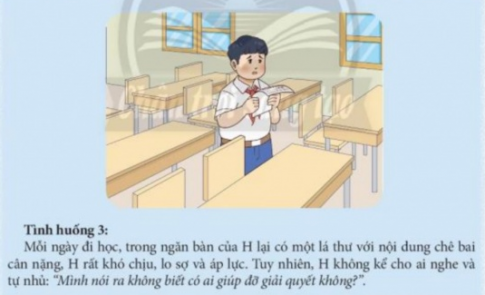 Tình huống 3:
Mỗi ngày đi học, trong ngăn bàn của H lại có một lá thư với nội dung chê bai
cân nặng, H rất khó chịu, lo sợ và áp lực. Tuy nhiên, H không kể cho ai nghe và
tự nhủ: "Mình nói ra không biết có ai giúp đỡ giải quyết không?".